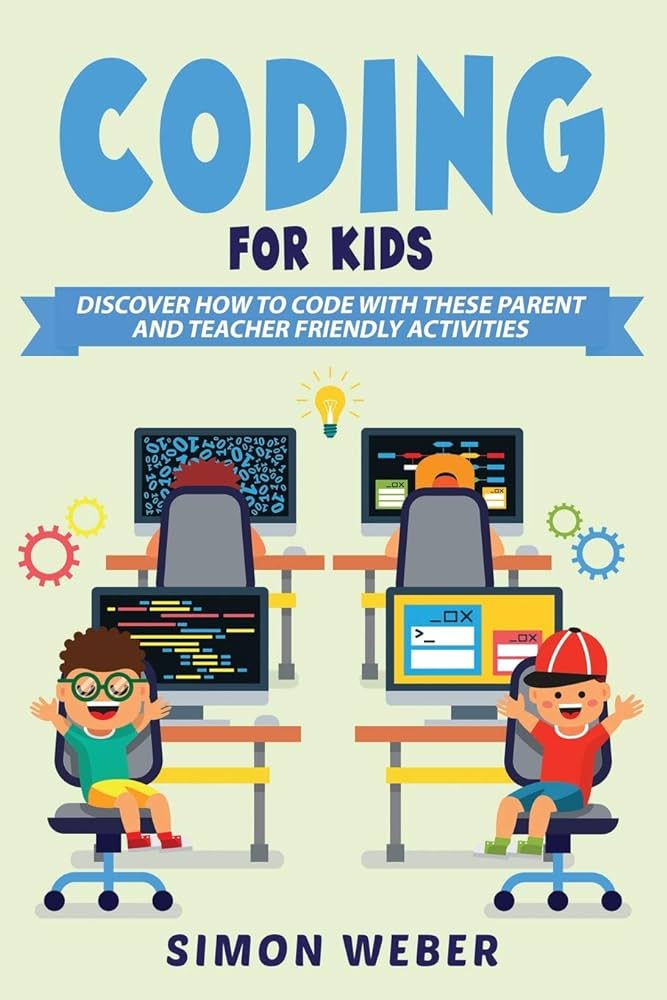 CODING
FOR KIDS
DISCOVER HOW TO CODE WITH THESE PARENT
AND TEACHER FRIENDLY ACTIVITIES
>_
SIMON WEBER